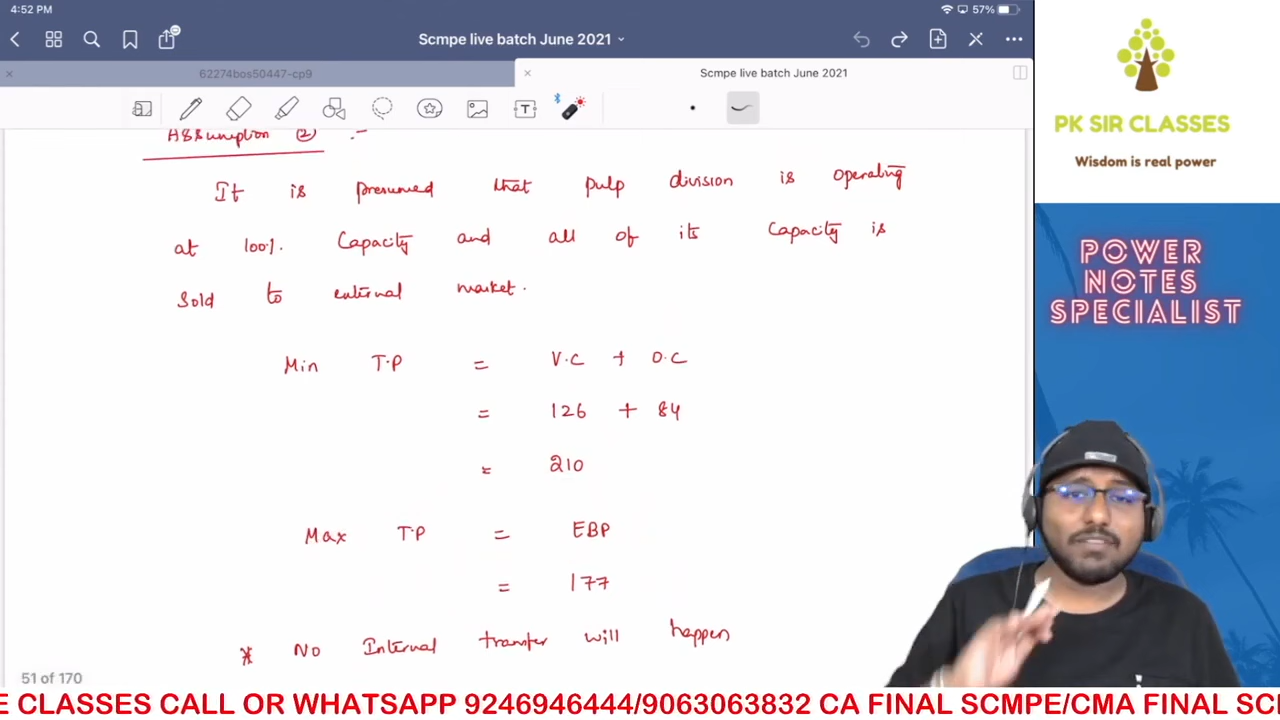 4:52 PM
57%
Scmpe live batch June 2021
62274bos50447-cp9
Scmpe live batch June 2021
Assumption (2) :-
It is presumed that pulp division is operating
at 100% Capacity and all of its Capacity is
Sold to external market.
Min T.P = V.C + O.C
= 126 + 84
= 210
Max T.P = EBP
= 177
* No Internal transfer will happen
51 of 170
PK SIR CLASSES
Wisdom is real power
POWER
NOTES
SPECIALIST
E CLASSES CALL OR WHATSAPP 9246946444/9063063832 CA FINAL SCMPE/CMA FINAL SC